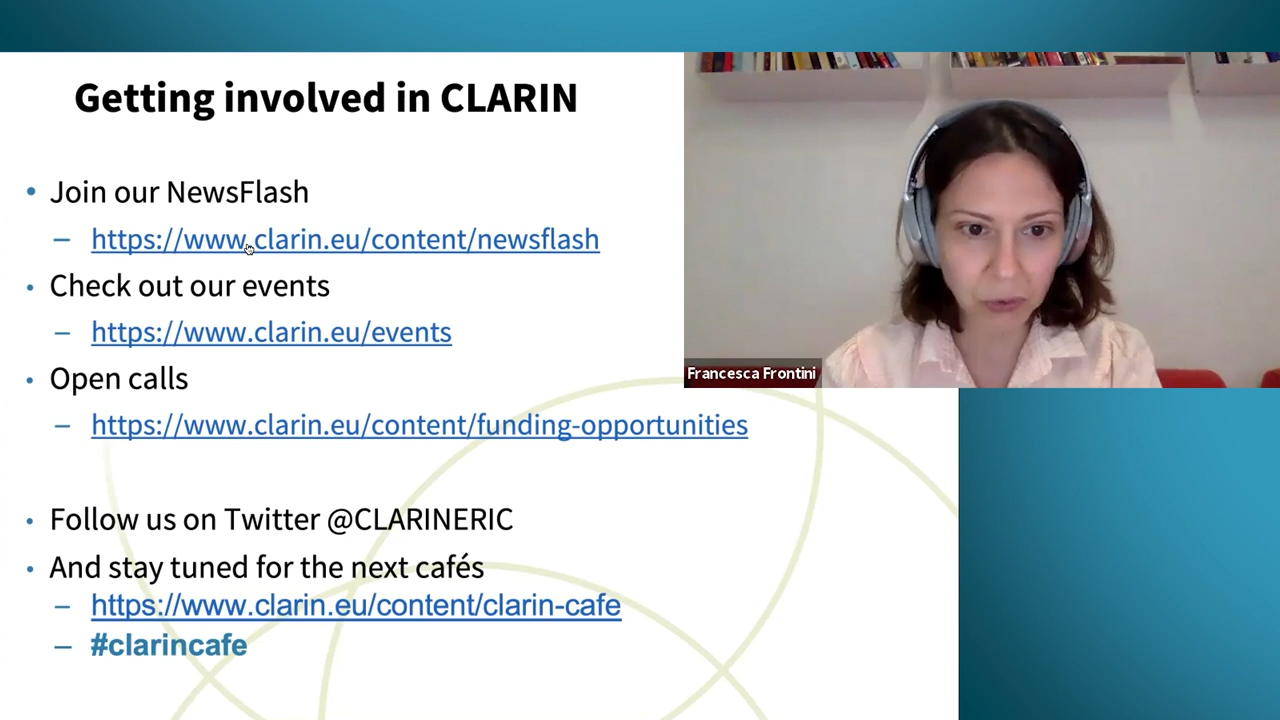 Getting involved in CLARIN
• Join our NewsFlash
– https://www.clarin.eu/content/newsflash
• Check out our events
– https://www.clarin.eu/events
• Open calls
– https://www.clarin.eu/content/funding-opportunities
• Follow us on Twitter @CLARINERIC
• And stay tuned for the next cafés
– https://www.clarin.eu/content/clarin-cafe
– #clarincafe
Francesca Frontini